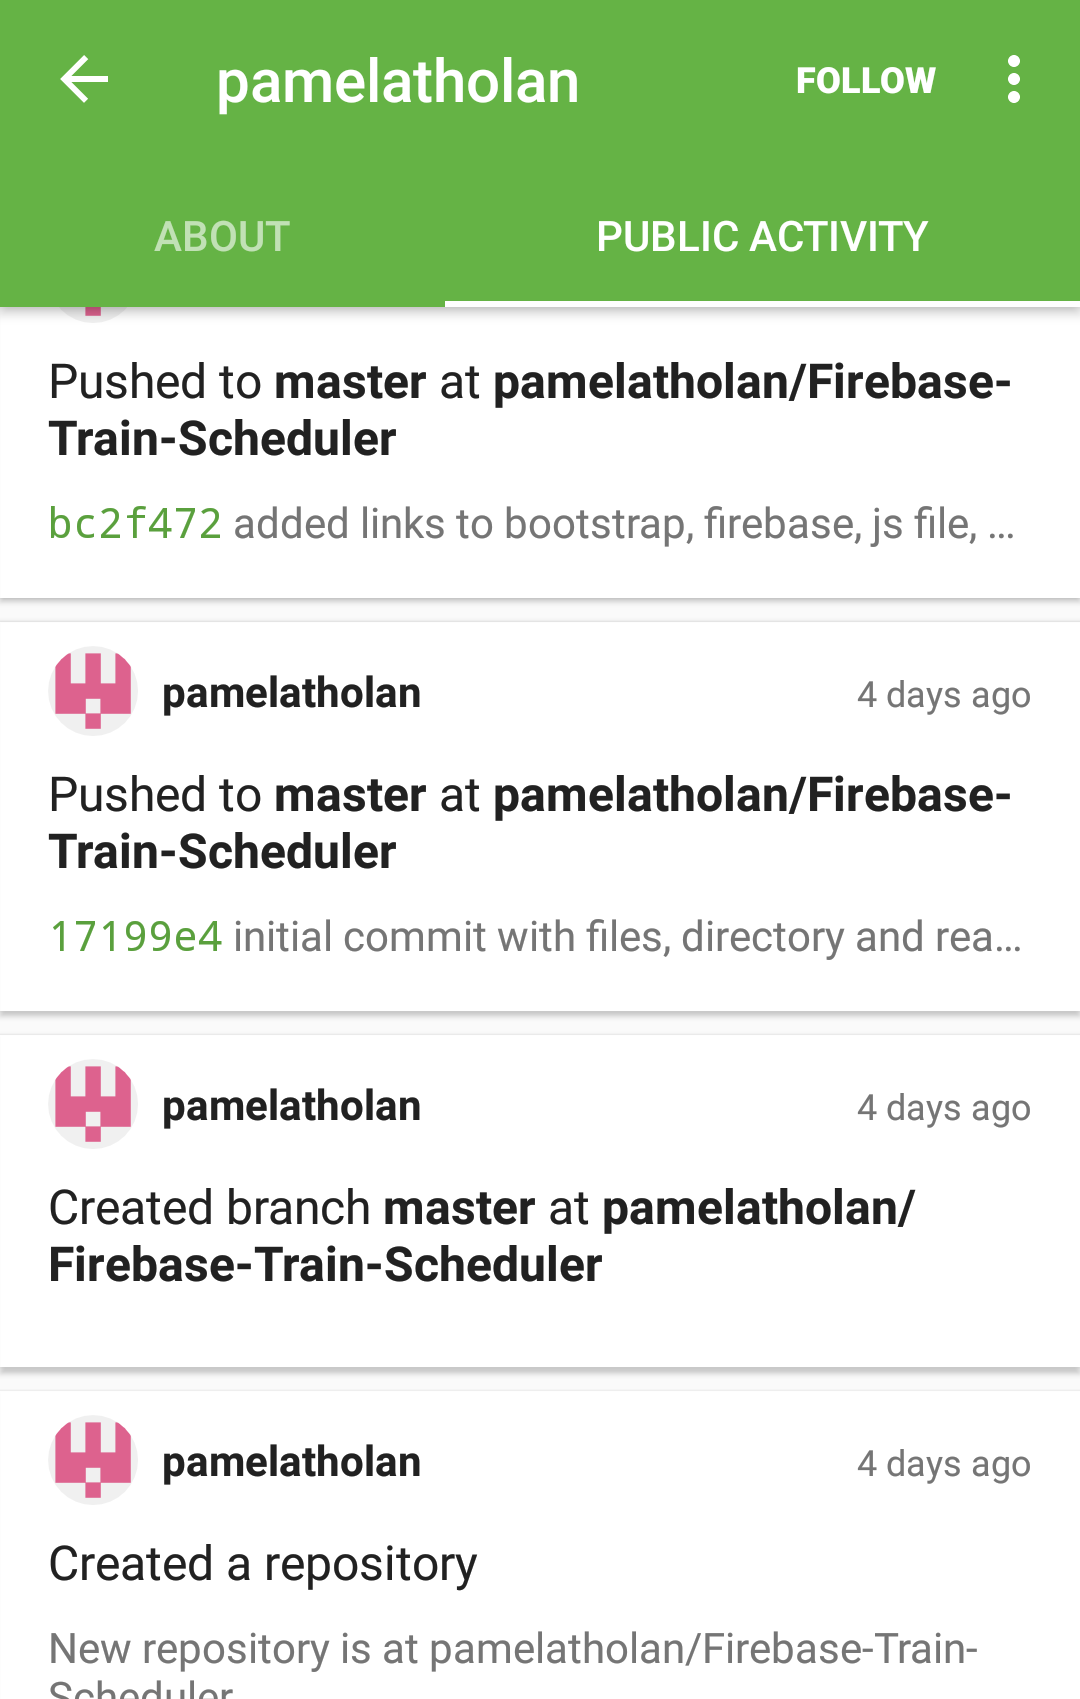 pamelatholan
FOLLOW
ABOUT
PUBLIC ACTIVITY
Pushed to master at pamelatholan/Firebase-
Train-Scheduler
bc2f472 added links to bootstrap, firebase, js file, ...
pamelatholan
4 days ago
Pushed to master at pamelatholan/Firebase-
Train-Scheduler
17199e4 initial commit with files, directory and rea...
pamelatholan
4 days ago
Created branch master at pamelatholan/
Firebase-Train-Scheduler
pamelatholan
4 days ago
Created a repository
New repository is at pamelatholan/Firebase-Train-
Scheduler